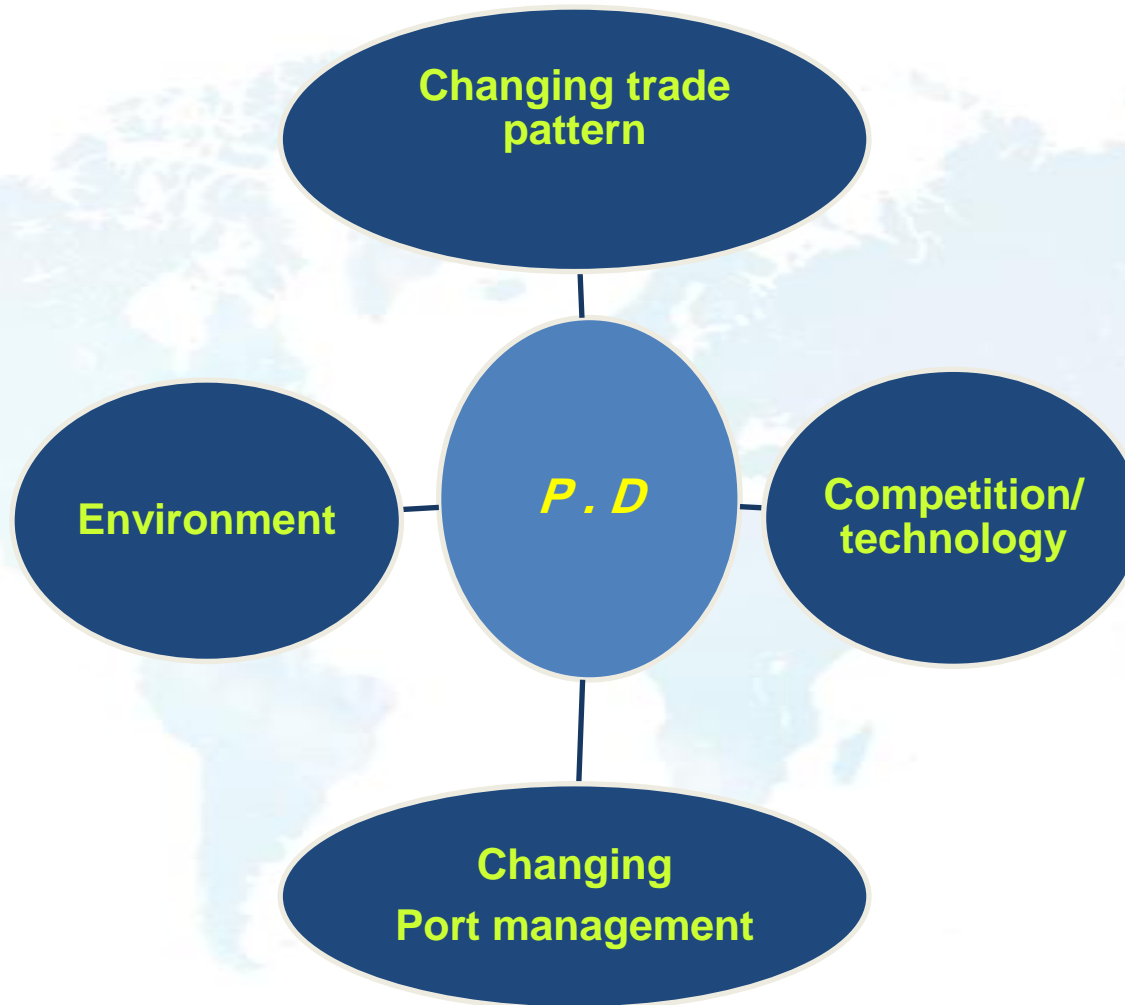 Changing trade
pattern
Environment
P . D
Competition/
technology
Changing
Port management